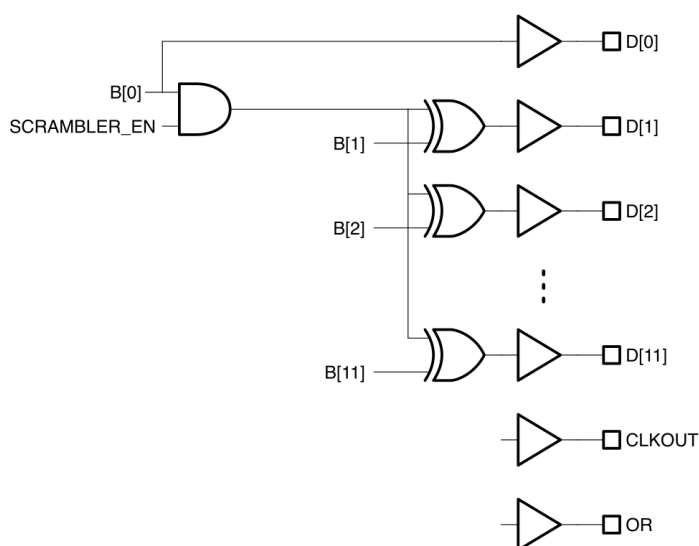 D[0]
B[0]
SCRAMBLER_EN
D[1]
B[1]
D[2]
B[2]
D[11]
B[11]
CLKOUT
OR